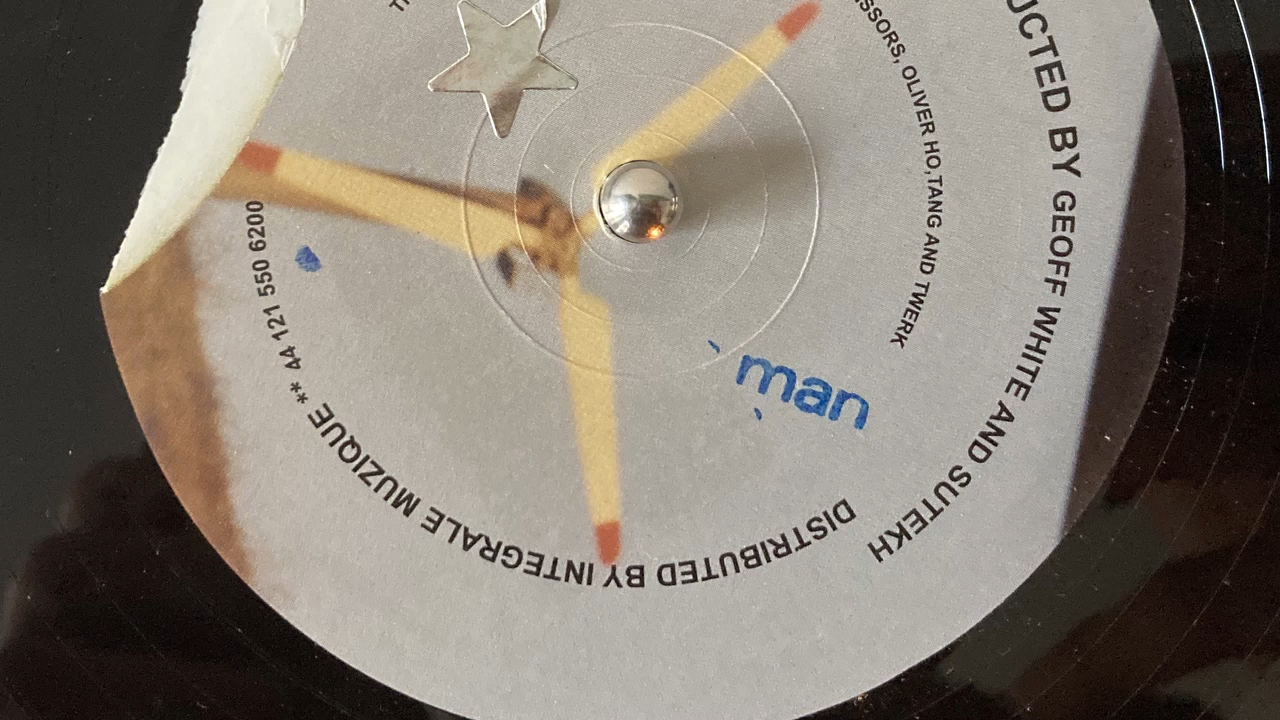 UCTED BY GEOFF WHITE AND SUTEKH
SSORS, OLIVER HO,TANG AND TWERK
DISTRIBUTED BY INTEGRALE MUZIQUE ** 44 121 550 6200
man